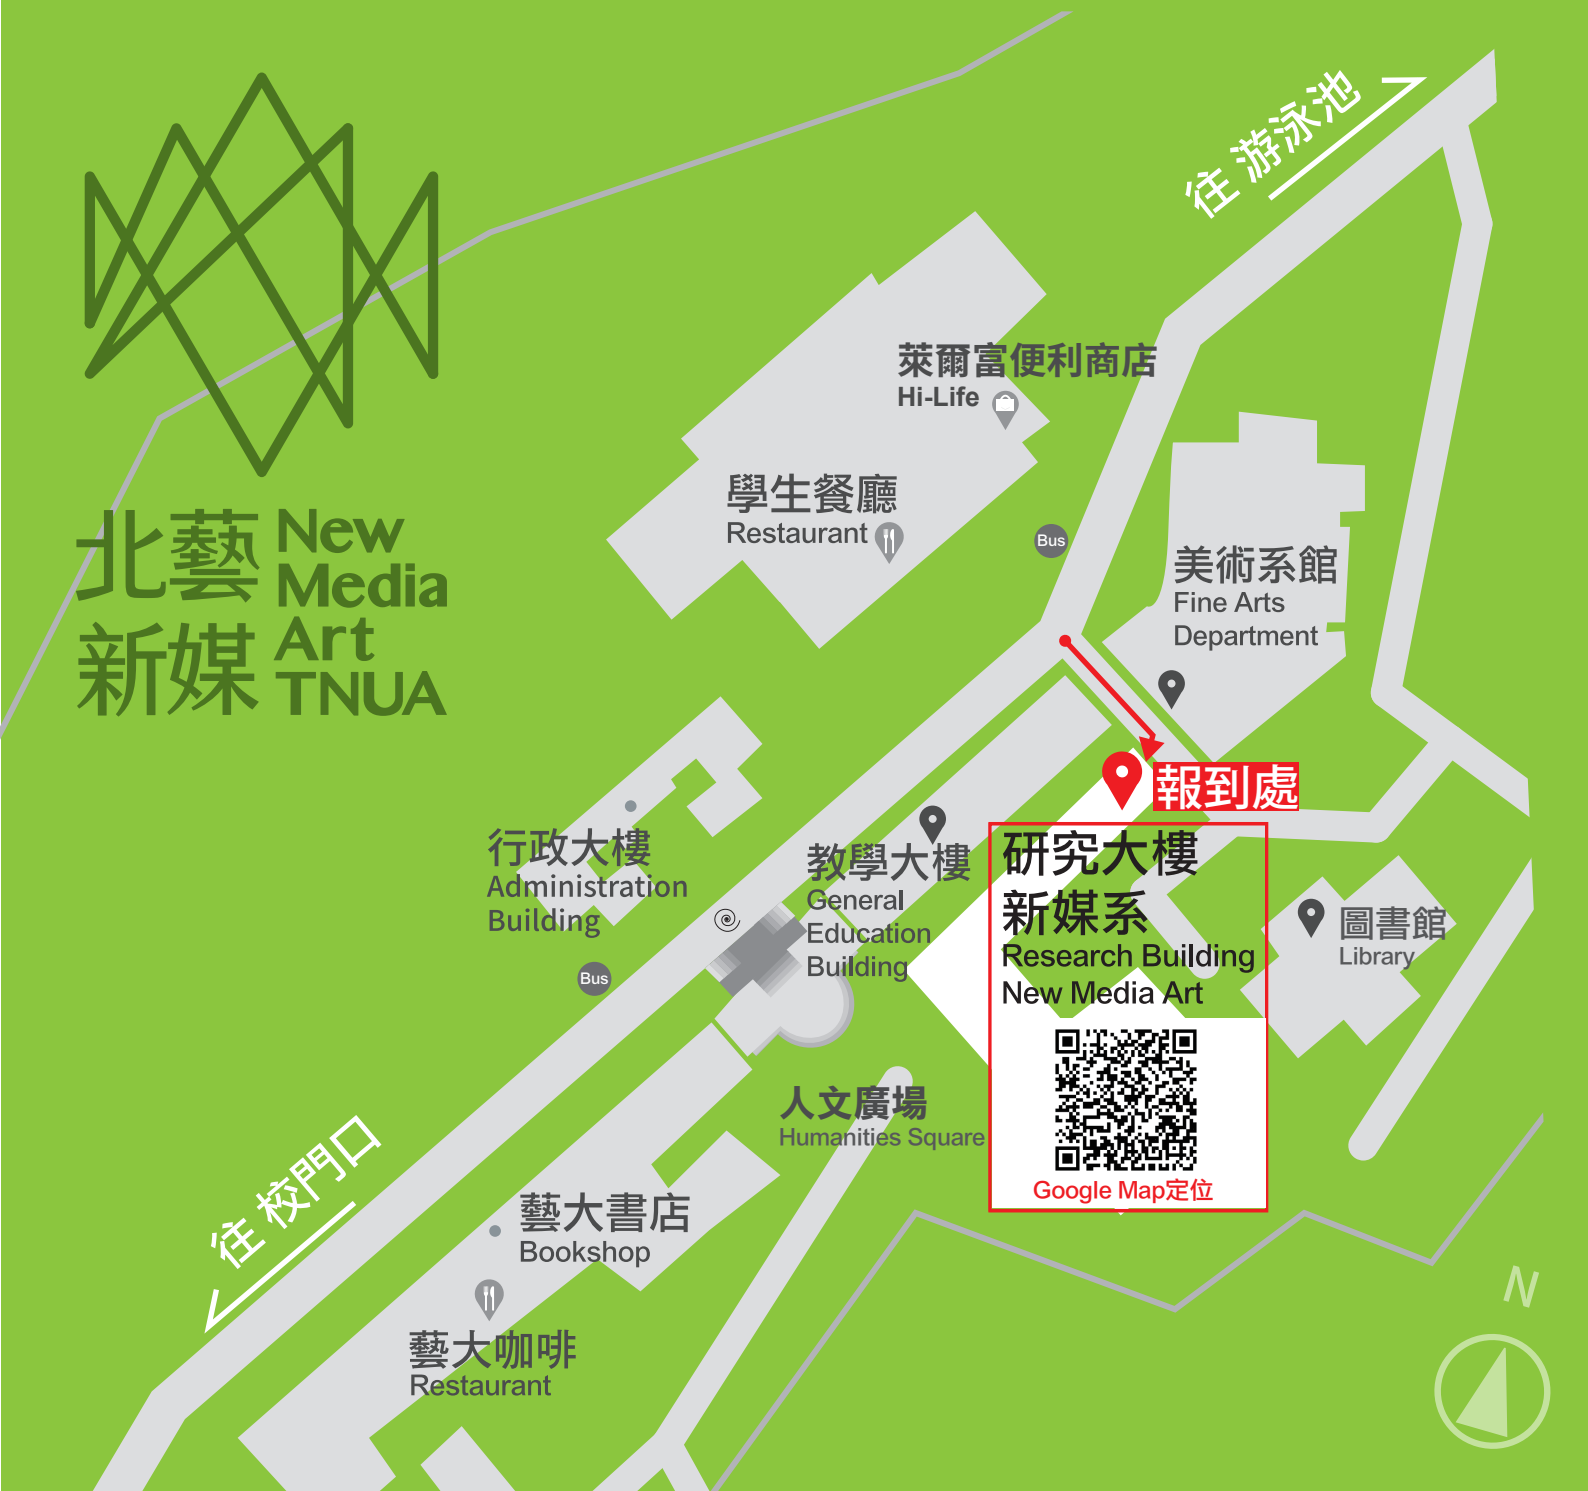 往 游泳池
萊爾富便利商店
Hi-Life
學生餐廳
Restaurant
Bus
美術系館
Fine Arts
Department
北藝
新媒
New
Media
Art
TNUA
報到處
行政大樓
Administration
Building
教學大樓
General
Education
Building
研究大樓
新媒系
Research Building
New Media Art
Google Map定位
圖書館
Library
Bus
人文廣場
Humanities Square
往 校門口
藝大書店
Bookshop
藝大咖啡
Restaurant
N